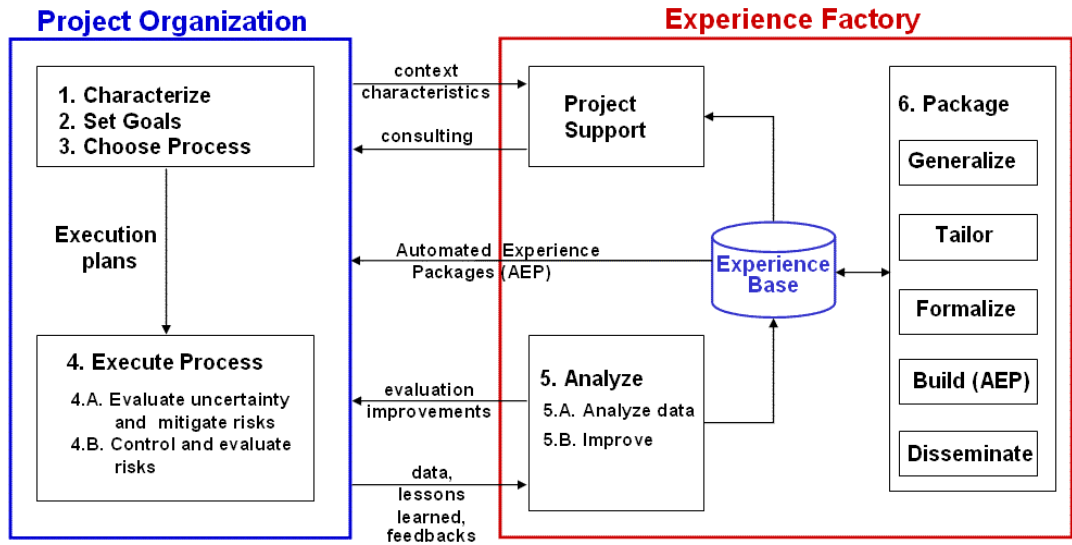 Project Organization
Experience Factory
1. Characterize
2. Set Goals
3. Choose Process
context
characteristics
consulting
Project
Support
6. Package
Generalize
Tailor
Formalize
Build (AEP)
Disseminate
Execution
plans
Automated Experience
Packages (AEP)
Experience
Base
4. Execute Process
4.A. Evaluate uncertainty
and mitigate risks
4.B. Control and evaluate
risks
evaluation
improvements
5. Analyze
5.A. Analyze data
5.B. Improve
data,
lessons
learned,
feedbacks